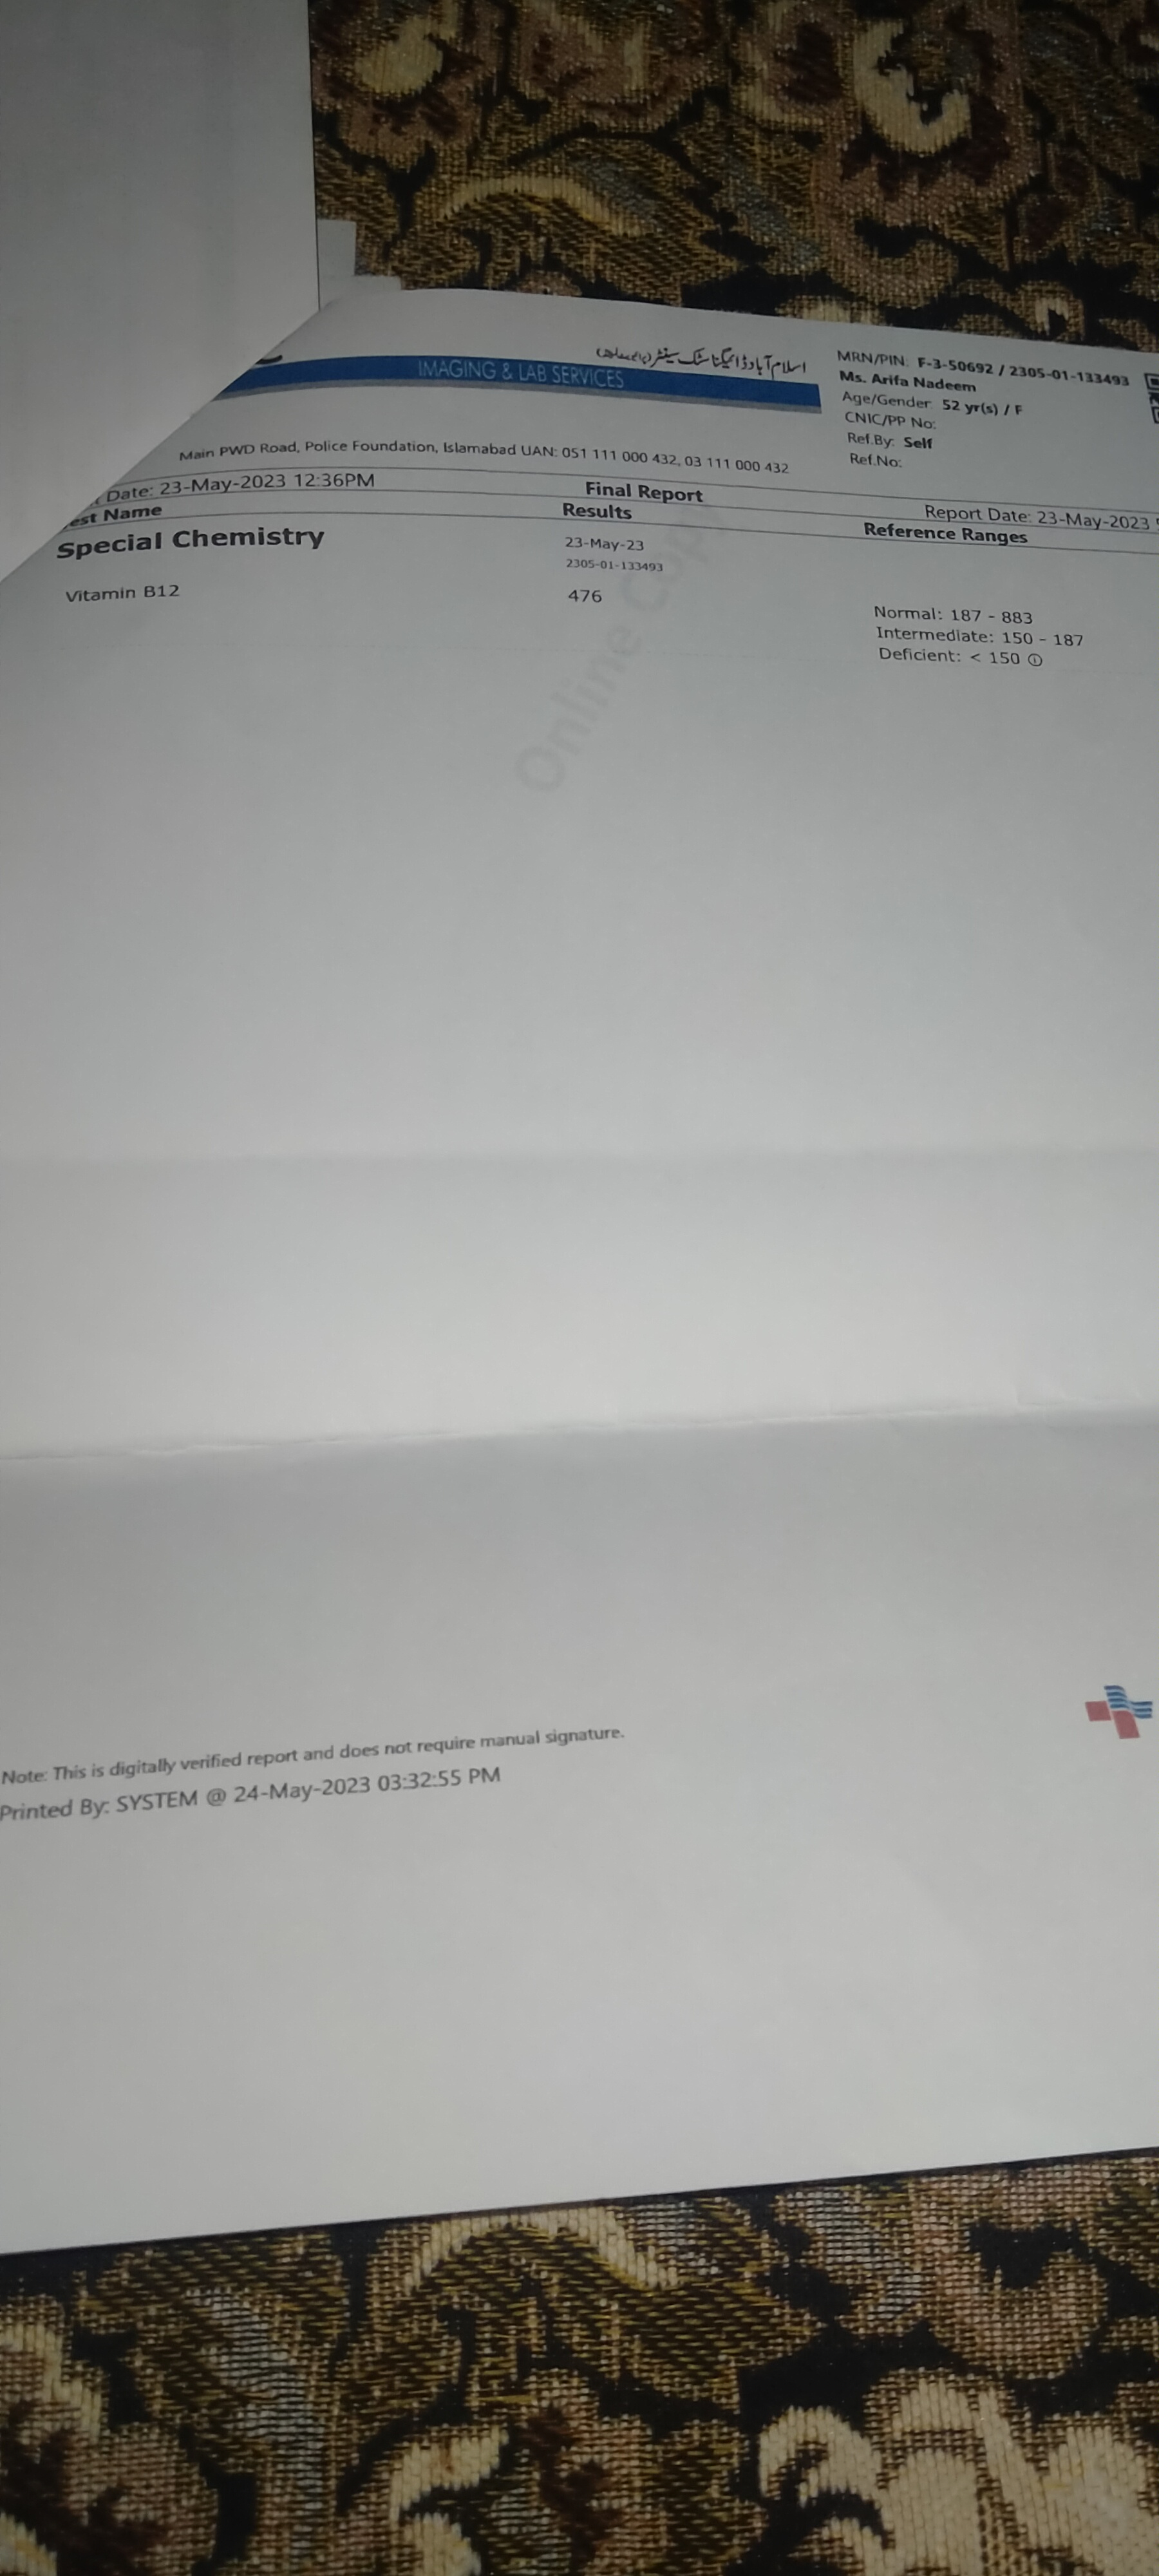 اسلام آباد ڈائیگناسٹک سینٹر (پرائیویٹ) لمیٹڈ
IMAGING & LAB SERVICES
Main PWD Road, Police Foundation, Islamabad UAN: 051 111 000 432, 03 111 000 432
MRN/PIN: F-3-50692 / 2305-01-133493
Ms. Arifa Nadeem
Age/Gender: 52 yr(s) / F
CNIC/PP No:
Ref.By: Self
Ref.No:
Date: 23-May-2023 12:36PM Final Report Report Date: 23-May-2023
est Name Results Reference Ranges
Special Chemistry 23-May-23
2305-01-133493
Vitamin B12 476 Normal: 187 - 883
Intermediate: 150 - 187
Deficient: < 150
Online Copy
Note: This is digitally verified report and does not require manual signature.
Printed By: SYSTEM @ 24-May-2023 03:32:55 PM